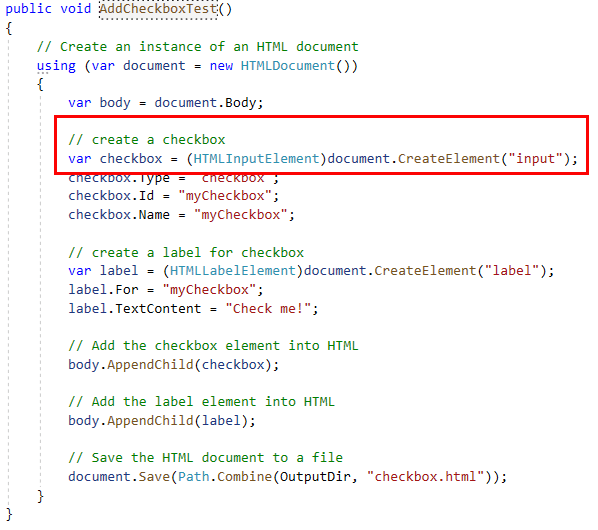 public void AddCheckboxTest()
{
// Create an instance of an HTML document
using (var document = new HTMLDocument())
{
var body = document.Body;
// create a checkbox
var checkbox = (HTMLInputElement)document.CreateElement("input");
checkbox.Type = "checkbox";
checkbox.Id = "myCheckbox";
checkbox.Name = "myCheckbox";
// create a label for checkbox
var label = (HTMLLabelElement)document.CreateElement("label");
label.For = "myCheckbox";
label.TextContent = "Check me!";
// Add the checkbox element into HTML
body.AppendChild(checkbox);
// Add the label element into HTML
body.AppendChild(label);
// Save the HTML document to a file
document.Save(Path.Combine(OutputDir, "checkbox.html"));
}
}